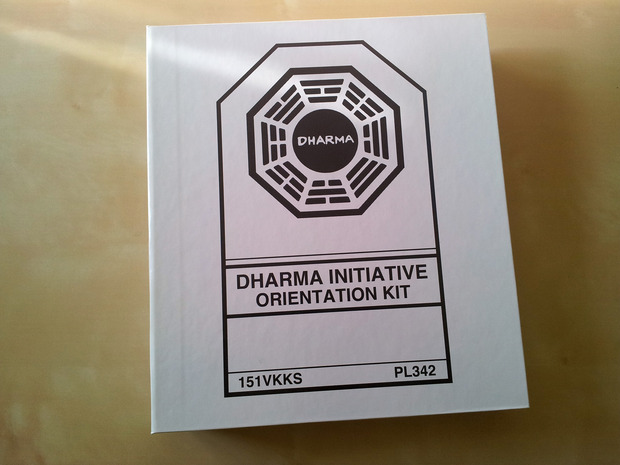 DHARMA
DHARMA INITIATIVE
ORIENTATION KIT
151VKKS PL342